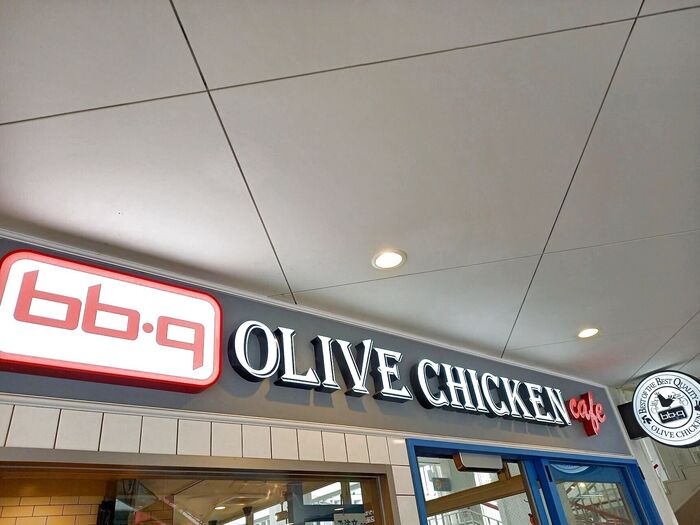 bb.q OLIVE CHICKEN cafe
BEST OF THE BEST QUALITY
bb.q
OLIVE CHICKEN